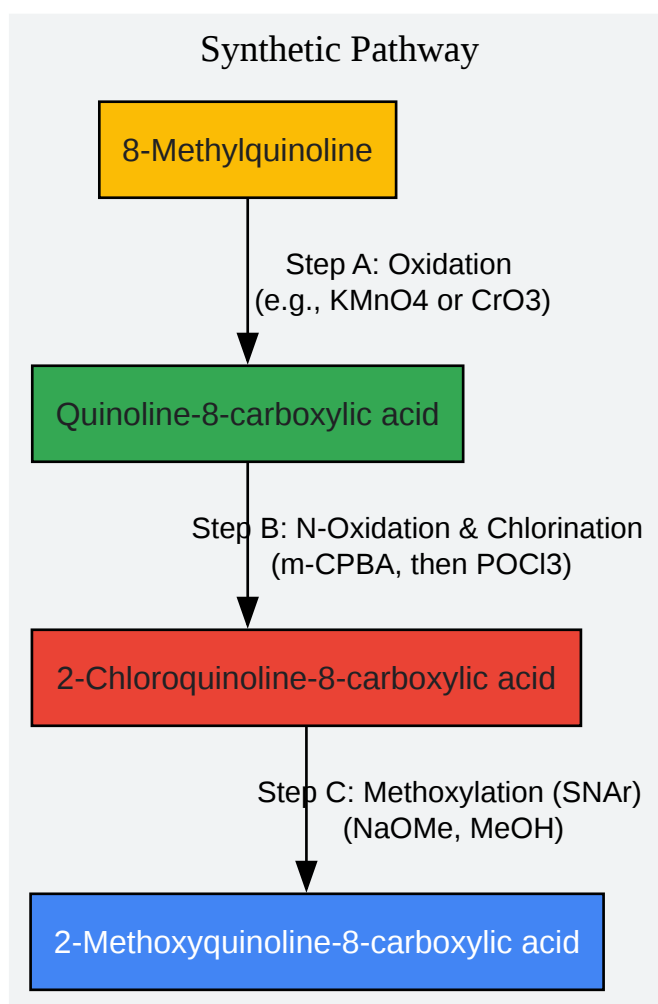 Synthetic Pathway
8-Methylquinoline
Step A: Oxidation
(e.g., KMnO4 or CrO3)
Quinoline-8-carboxylic acid
Step B: N-Oxidation & Chlorination
(m-CPBA, then POCl3)
2-Chloroquinoline-8-carboxylic acid
Step C: Methoxylation (SNAr)
(NaOMe, MeOH)
2-Methoxyquinoline-8-carboxylic acid